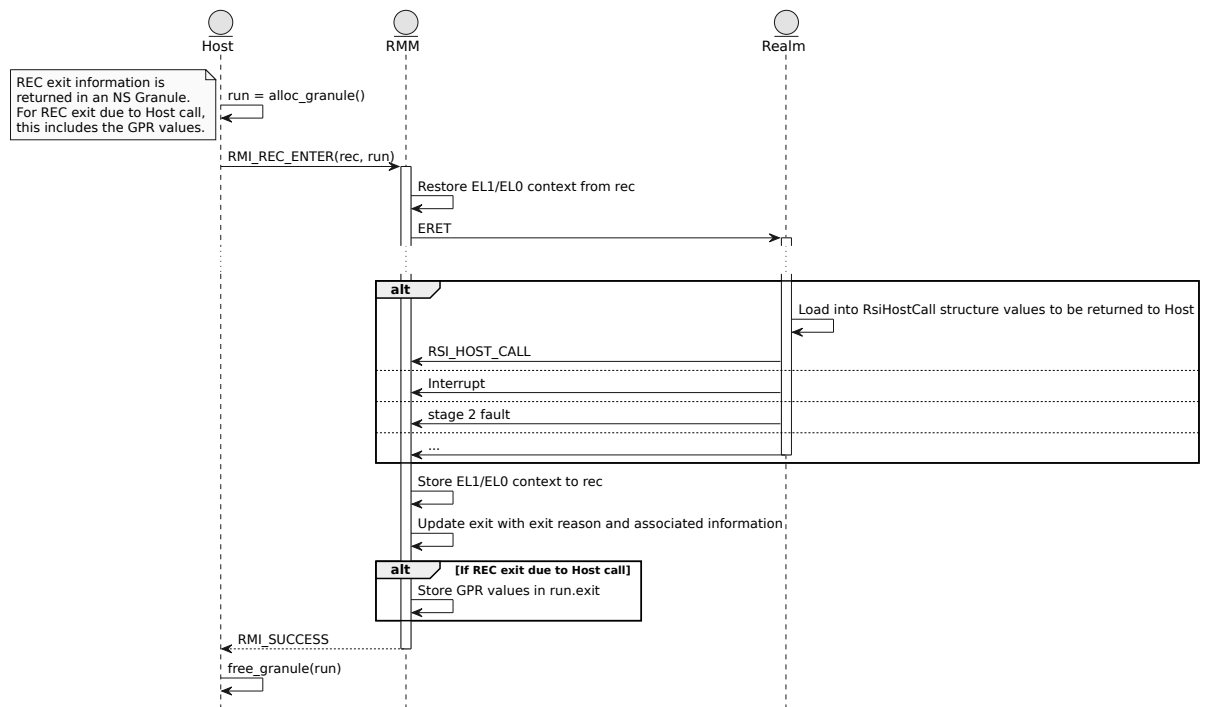 Host
RMM
Realm
REC exit information is
returned in an NS Granule.
For REC exit due to Host call,
this includes the GPR values.
run = alloc_granule()
RMI_REC_ENTER(rec, run)
Restore EL1/EL0 context from rec
ERET
alt
Load into RsiHostCall structure values to be returned to Host
RSI_HOST_CALL
Interrupt
stage 2 fault
...
Store EL1/EL0 context to rec
Update exit with exit reason and associated information
alt [If REC exit due to Host call]
Store GPR values in run.exit
RMI_SUCCESS
free_granule(run)